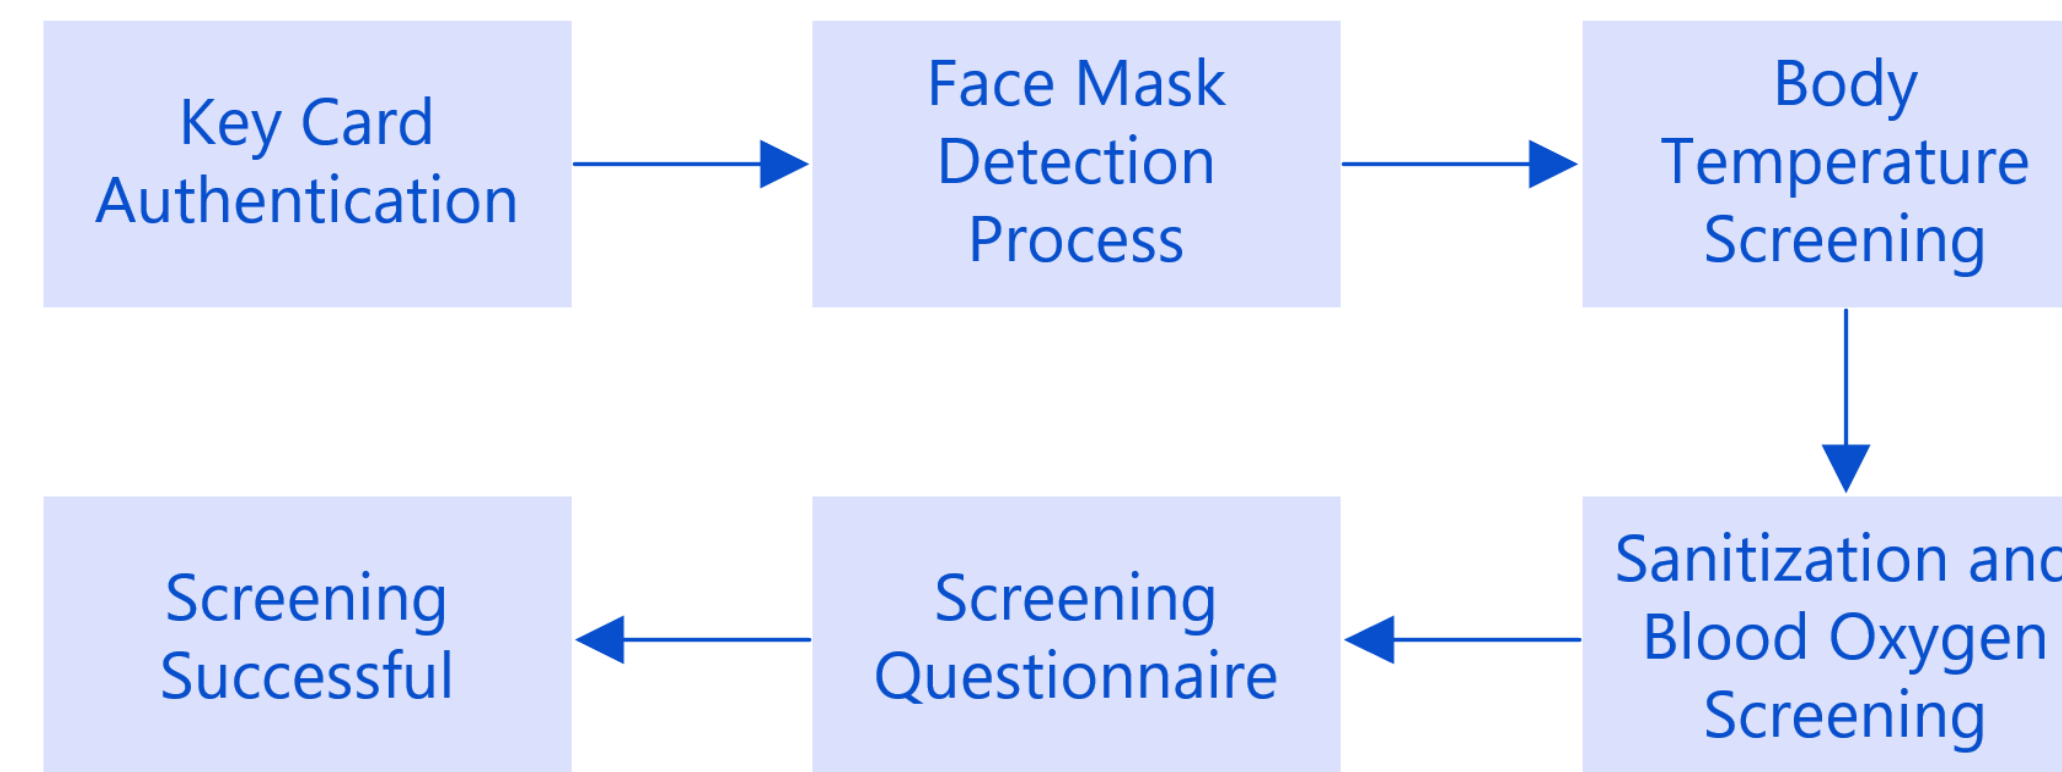 Key Card
Authentication
Face Mask
Detection
Process
Body
Temperature
Screening
Sanitization and
Blood Oxygen
Screening
Screening
Questionnaire
Screening
Successful